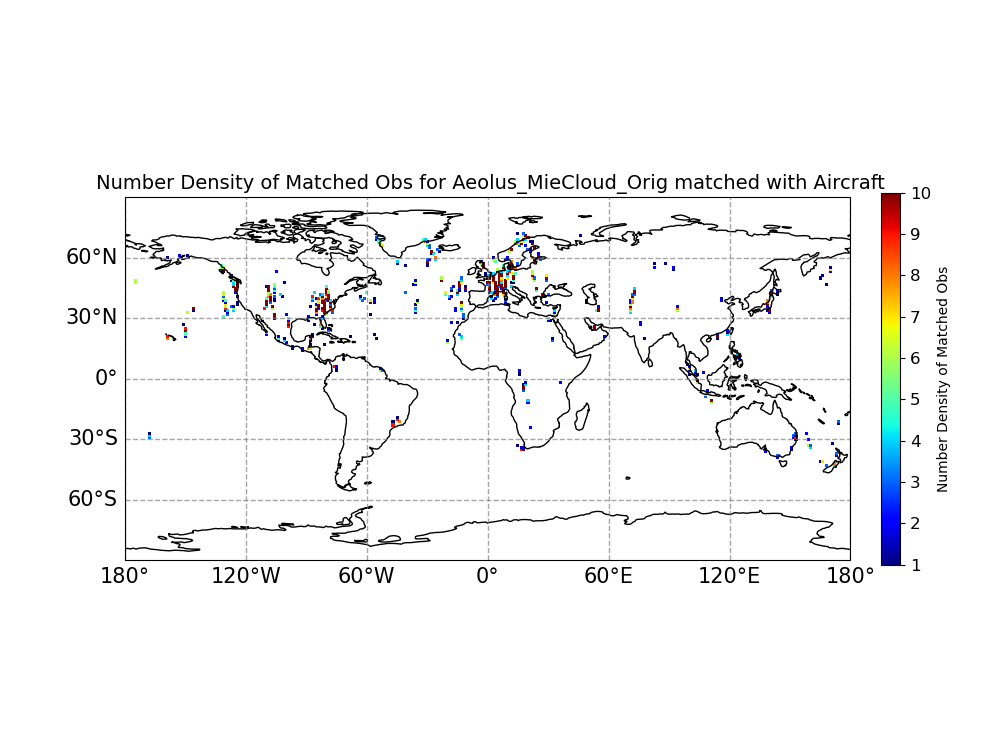 Number Density of Matched Obs for Aeolus_MieCloud_Orig matched with Aircraft
60°N
30°N
0°
30°S
60°S
180°
120°W
60°W
0°
60°E
120°E
180°
10
9
8
7
6
5
4
3
2
1
Number Density of Matched Obs